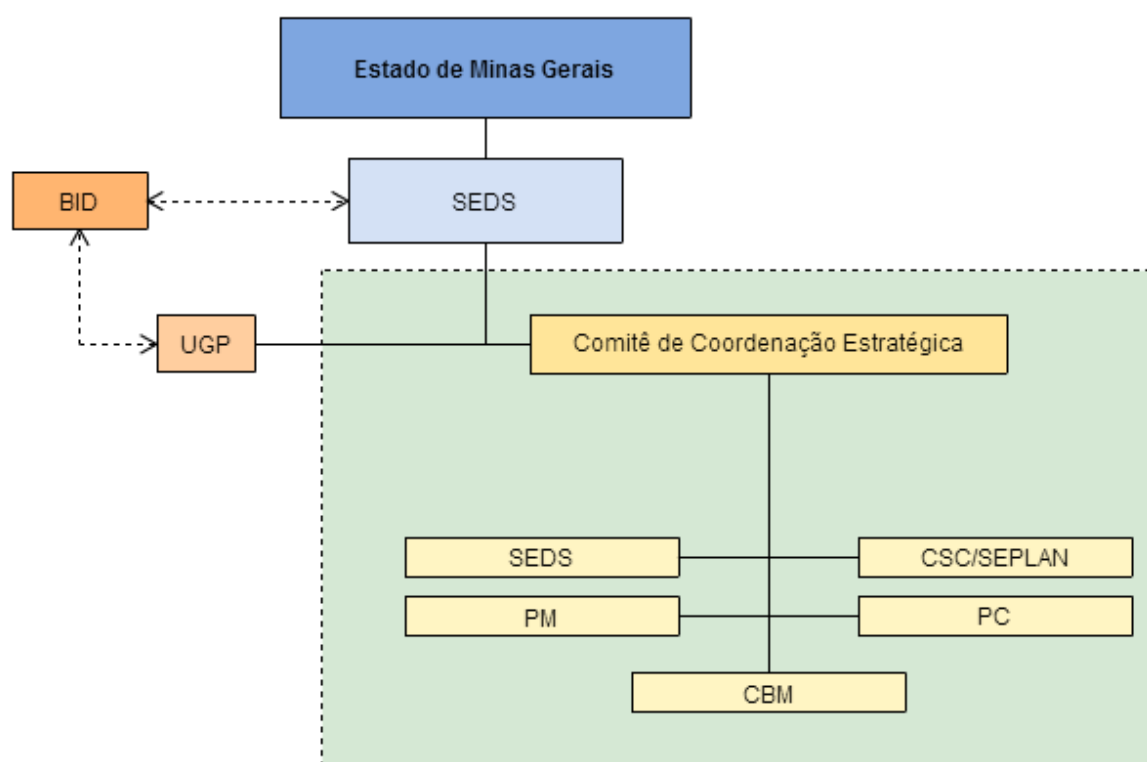 Estado de Minas Gerais
BID
SEDS
UGP
Comitê de Coordenação Estratégica
SEDS
CSC/SEPLAN
PM
PC
CBM